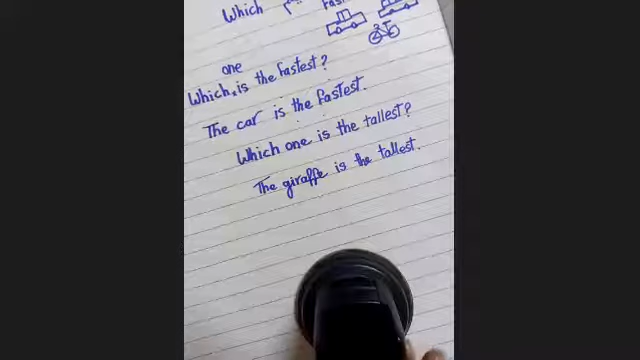 Which
one
Which is the fastest?
The car is the fastest.
Which one is the tallest?
The giraffe is the tallest.